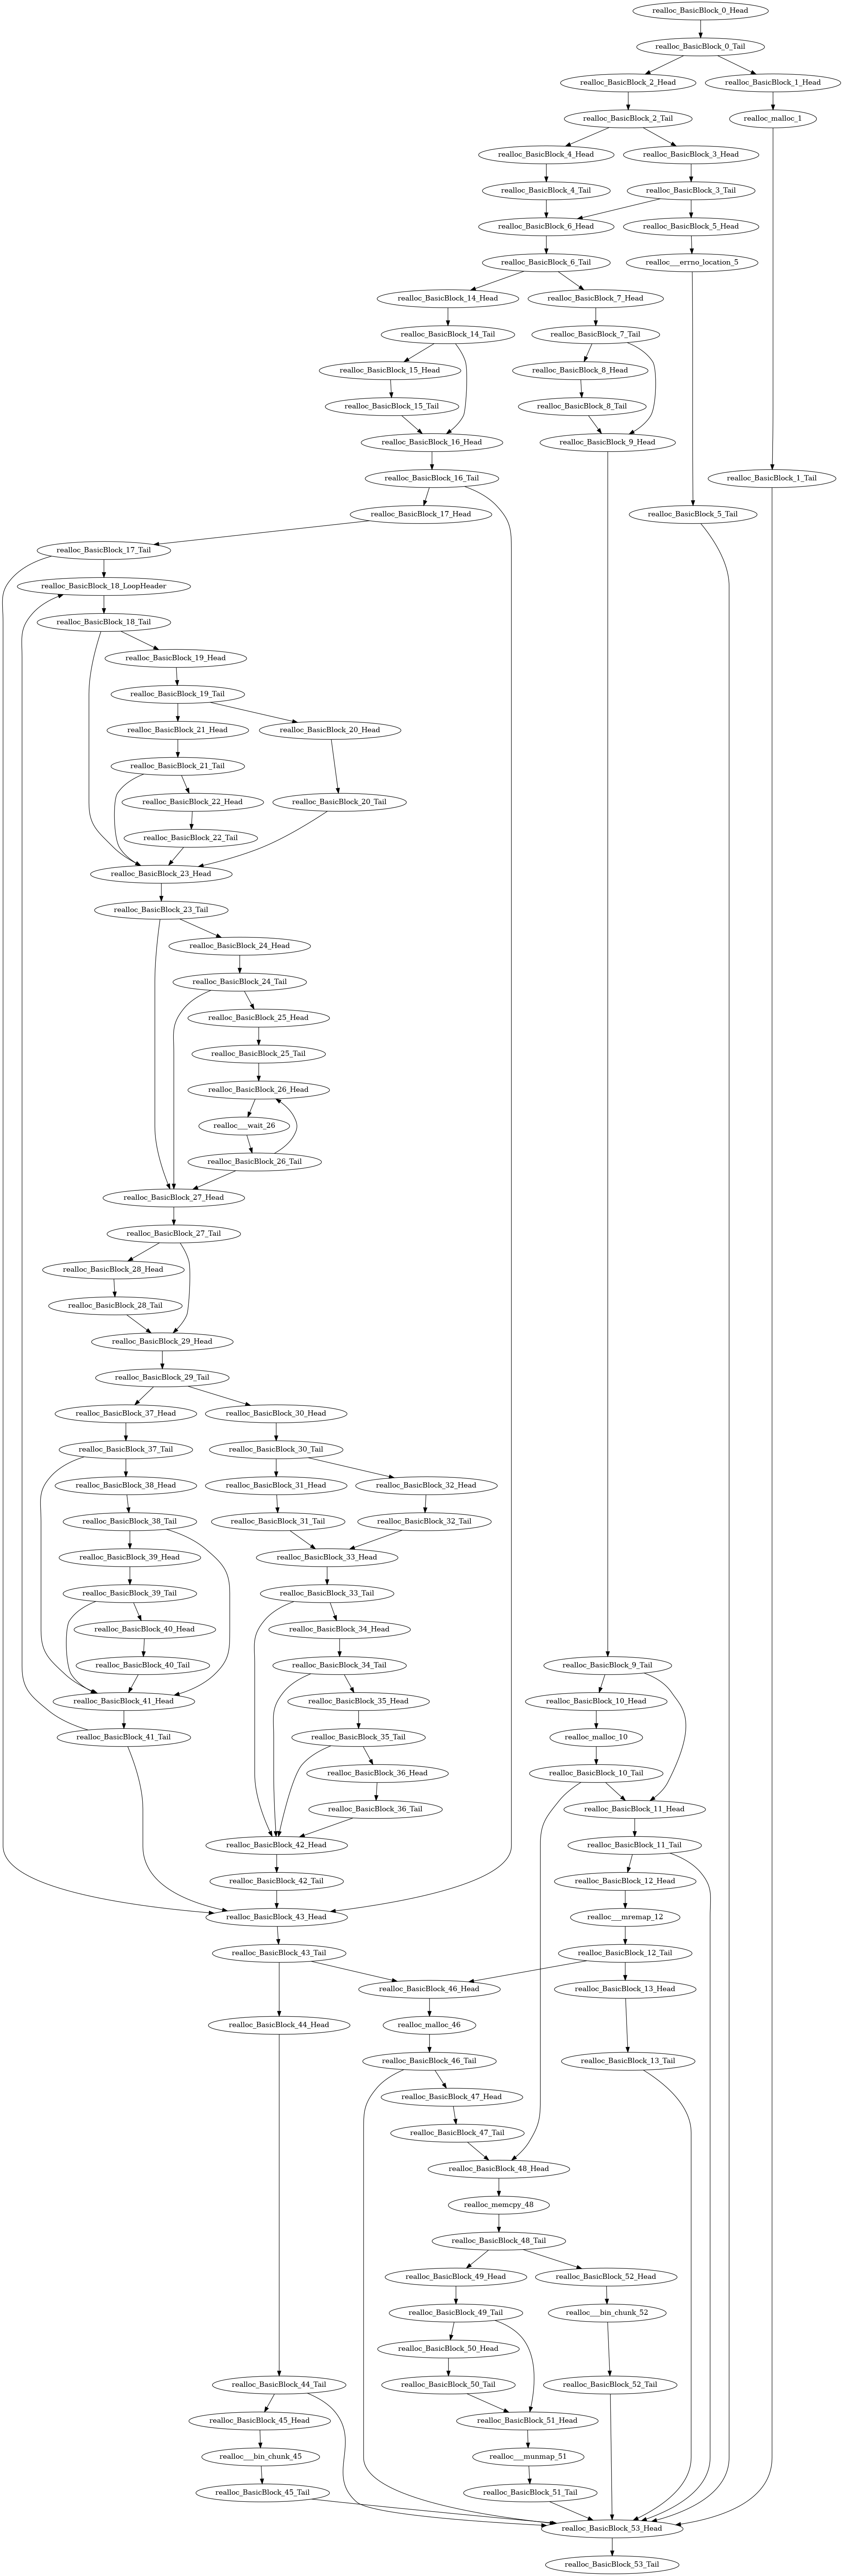 realloc_BasicBlock_0_Head
realloc_BasicBlock_0_Tail
realloc_BasicBlock_2_Head
realloc_BasicBlock_1_Head
realloc_BasicBlock_2_Tail
realloc_malloc_1
realloc_BasicBlock_4_Head
realloc_BasicBlock_3_Head
realloc_BasicBlock_4_Tail
realloc_BasicBlock_3_Tail
realloc_BasicBlock_6_Head
realloc_BasicBlock_5_Head
realloc_BasicBlock_6_Tail
realloc___errno_location_5
realloc_BasicBlock_14_Head
realloc_BasicBlock_7_Head
realloc_BasicBlock_14_Tail
realloc_BasicBlock_7_Tail
realloc_BasicBlock_15_Head
realloc_BasicBlock_8_Head
realloc_BasicBlock_15_Tail
realloc_BasicBlock_8_Tail
realloc_BasicBlock_16_Head
realloc_BasicBlock_9_Head
realloc_BasicBlock_16_Tail
realloc_BasicBlock_1_Tail
realloc_BasicBlock_17_Head
realloc_BasicBlock_5_Tail
realloc_BasicBlock_17_Tail
realloc_BasicBlock_18_LoopHeader
realloc_BasicBlock_18_Tail
realloc_BasicBlock_19_Head
realloc_BasicBlock_19_Tail
realloc_BasicBlock_21_Head
realloc_BasicBlock_20_Head
realloc_BasicBlock_21_Tail
realloc_BasicBlock_22_Head
realloc_BasicBlock_20_Tail
realloc_BasicBlock_22_Tail
realloc_BasicBlock_23_Head
realloc_BasicBlock_23_Tail
realloc_BasicBlock_24_Head
realloc_BasicBlock_24_Tail
realloc_BasicBlock_25_Head
realloc_BasicBlock_25_Tail
realloc_BasicBlock_26_Head
realloc___wait_26
realloc_BasicBlock_26_Tail
realloc_BasicBlock_27_Head
realloc_BasicBlock_27_Tail
realloc_BasicBlock_28_Head
realloc_BasicBlock_28_Tail
realloc_BasicBlock_29_Head
realloc_BasicBlock_29_Tail
realloc_BasicBlock_37_Head
realloc_BasicBlock_30_Head
realloc_BasicBlock_37_Tail
realloc_BasicBlock_30_Tail
realloc_BasicBlock_38_Head
realloc_BasicBlock_31_Head
realloc_BasicBlock_32_Head
realloc_BasicBlock_38_Tail
realloc_BasicBlock_31_Tail
realloc_BasicBlock_32_Tail
realloc_BasicBlock_39_Head
realloc_BasicBlock_33_Head
realloc_BasicBlock_39_Tail
realloc_BasicBlock_33_Tail
realloc_BasicBlock_40_Head
realloc_BasicBlock_34_Head
realloc_BasicBlock_40_Tail
realloc_BasicBlock_34_Tail
realloc_BasicBlock_9_Tail
realloc_BasicBlock_41_Head
realloc_BasicBlock_35_Head
realloc_BasicBlock_10_Head
realloc_BasicBlock_41_Tail
realloc_BasicBlock_35_Tail
realloc_malloc_10
realloc_BasicBlock_36_Head
realloc_BasicBlock_10_Tail
realloc_BasicBlock_36_Tail
realloc_BasicBlock_11_Head
realloc_BasicBlock_42_Head
realloc_BasicBlock_11_Tail
realloc_BasicBlock_42_Tail
realloc_BasicBlock_12_Head
realloc_BasicBlock_43_Head
realloc___mremap_12
realloc_BasicBlock_43_Tail
realloc_BasicBlock_12_Tail
realloc_BasicBlock_46_Head
realloc_BasicBlock_13_Head
realloc_BasicBlock_44_Head
realloc_malloc_46
realloc_BasicBlock_46_Tail
realloc_BasicBlock_13_Tail
realloc_BasicBlock_47_Head
realloc_BasicBlock_47_Tail
realloc_BasicBlock_48_Head
realloc_memcpy_48
realloc_BasicBlock_48_Tail
realloc_BasicBlock_49_Head
realloc_BasicBlock_52_Head
realloc_BasicBlock_49_Tail
realloc___bin_chunk_52
realloc_BasicBlock_50_Head
realloc_BasicBlock_44_Tail
realloc_BasicBlock_50_Tail
realloc_BasicBlock_52_Tail
realloc_BasicBlock_45_Head
realloc_BasicBlock_51_Head
realloc___bin_chunk_45
realloc___munmap_51
realloc_BasicBlock_45_Tail
realloc_BasicBlock_51_Tail
realloc_BasicBlock_53_Head
realloc_BasicBlock_53_Tail